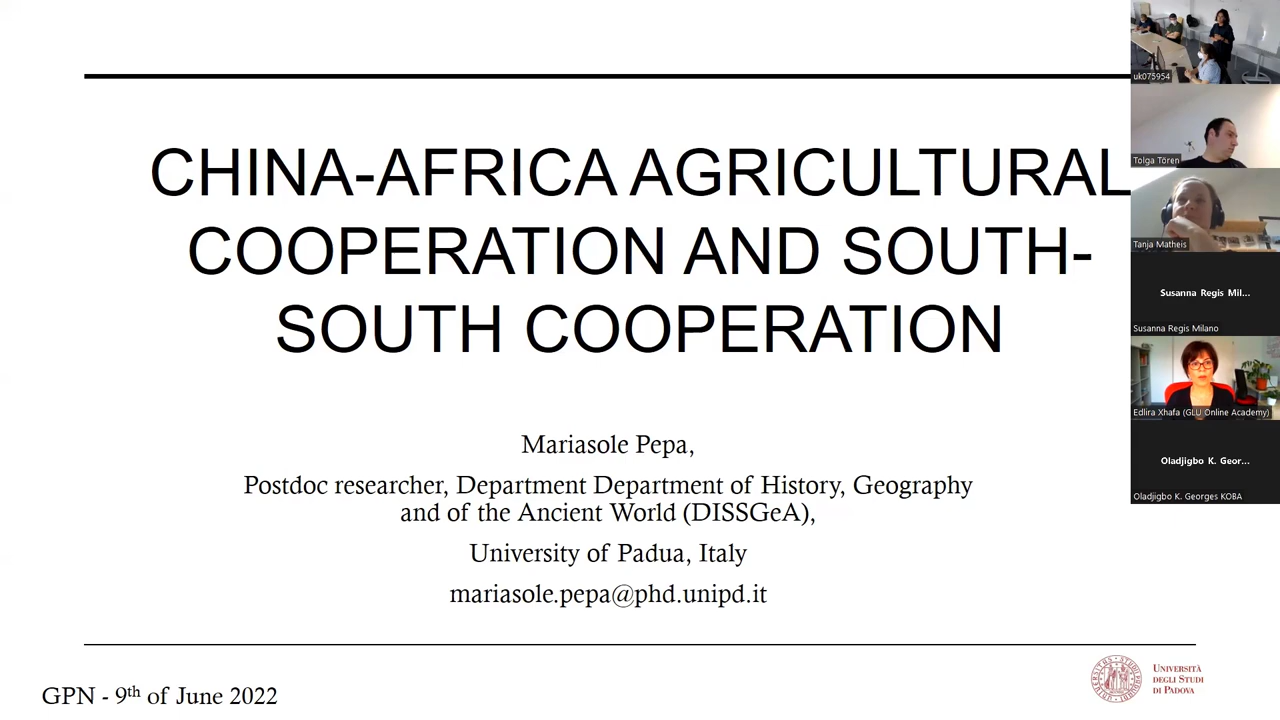 CHINA-AFRICA AGRICULTURAL
COOPERATION AND SOUTH-
SOUTH COOPERATION
Mariasole Pepa,
Postdoc researcher, Department Department of History, Geography
and of the Ancient World (DISSGeA),
University of Padua, Italy
mariasole.pepa@phd.unipd.it
GPN - 9th of June 2022
UNIVERSITÀ
DEGLI STUDI
DI PADOVA
uk075954
Tolga Tören
Tanja Matheis
Susanna Regis Mil...
Susanna Regis Milano
Edlira Xhafa (GLU Online Academy)
Oladjigbo K. Geor...
Oladjigbo K. Georges KOBA